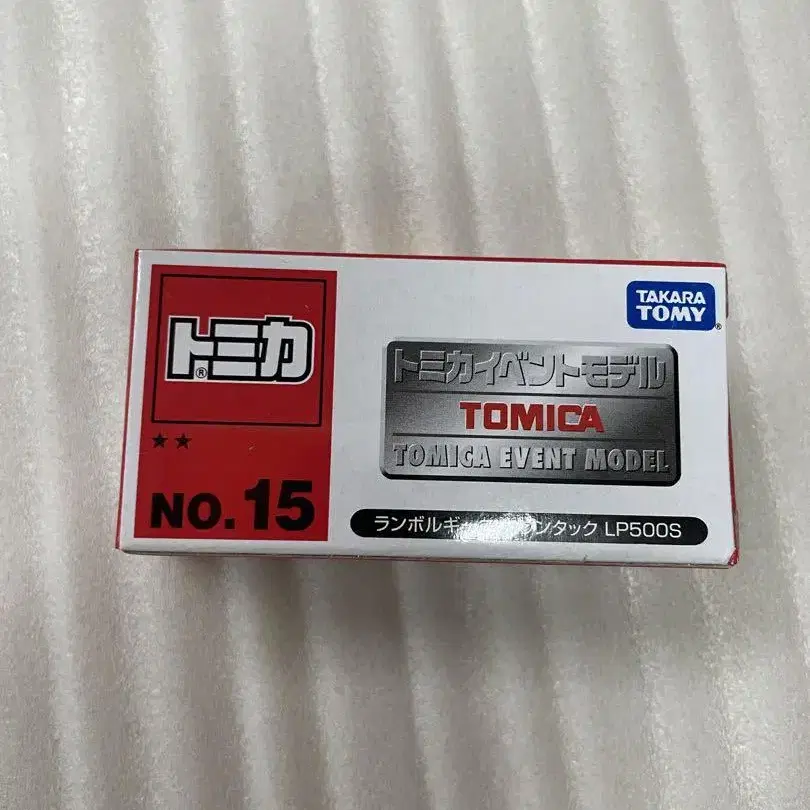 トミカ®
★★
NO.15
TAKARA
TOMY®
トミカイベントモデル
TOMICA
TOMICA EVENT MODEL
LP500S